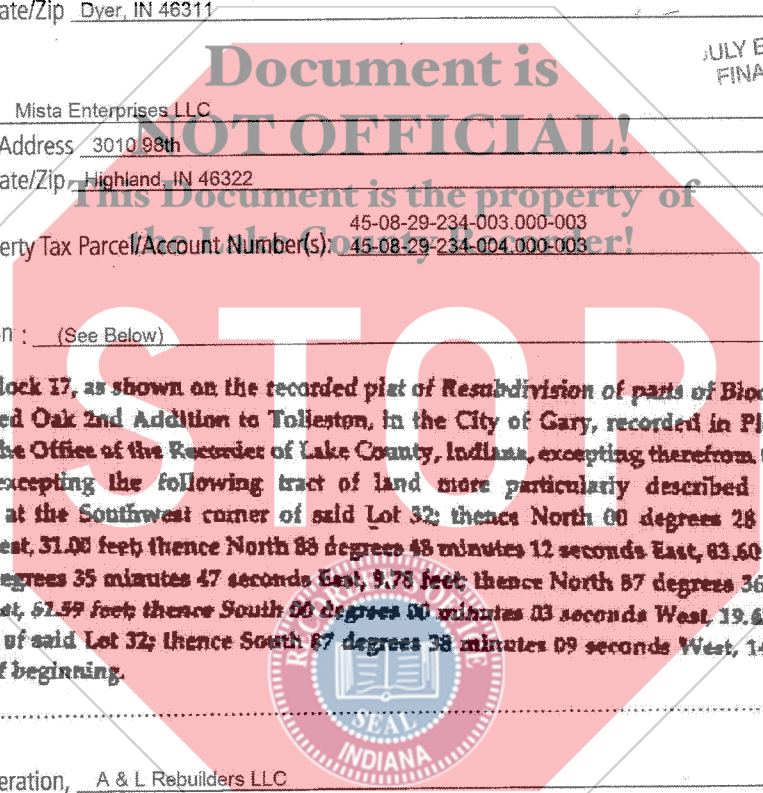 ate/Zip Dyer, IN 46311
Document is
JULY E
FINA
Mista Enterprises LLC
NOT OFFICIAL!
Address 3010 98th
ate/Zip Highland, IN 46322
This Document is the property of
45-08-29-234-003.000-003
erty Tax Parcel/Account Number(s): 45-08-29-234-004.000-003
the Lake County Recorder!
on : (See Below)
STOP
lock 17, as shown on the recorded plat of Resubdivision of parts of Bloc
ed Oak 2nd Addition to Tolleston, in the City of Gary, recorded in Pl
he Office of the Recorder of Lake County, Indiana, excepting therefrom
excepting the following tract of land more particularly described
at the Southwest corner of said Lot 32; thence North 00 degrees 28
est, 31.00 feet; thence North 88 degrees 48 minutes 12 seconds East, 83.60
egrees 35 minutes 47 seconds East, 9.78 feet; thence North 87 degrees 36
st, 61.59 feet; thence South 00 degrees 00 minutes 03 seconds West, 19.6
of said Lot 32; thence South 87 degrees 38 minutes 09 seconds West, 14
f beginning.
SEAL
INDIANA
eration, A & L Rebuilders LLC